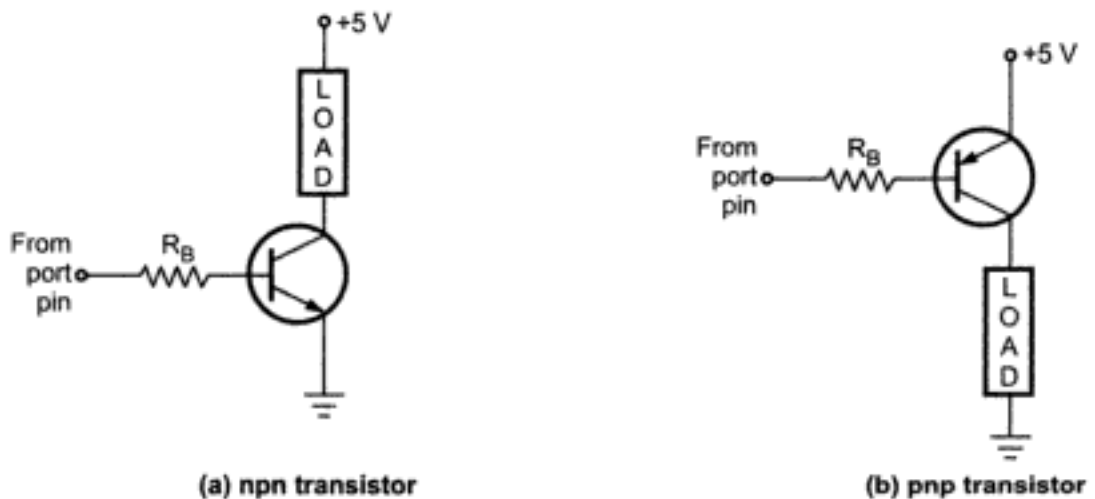 +5 V
L
O
A
D
From
port
pin
R_B
(a) npn transistor
+5 V
From
port
pin
R_B
L
O
A
D
(b) pnp transistor